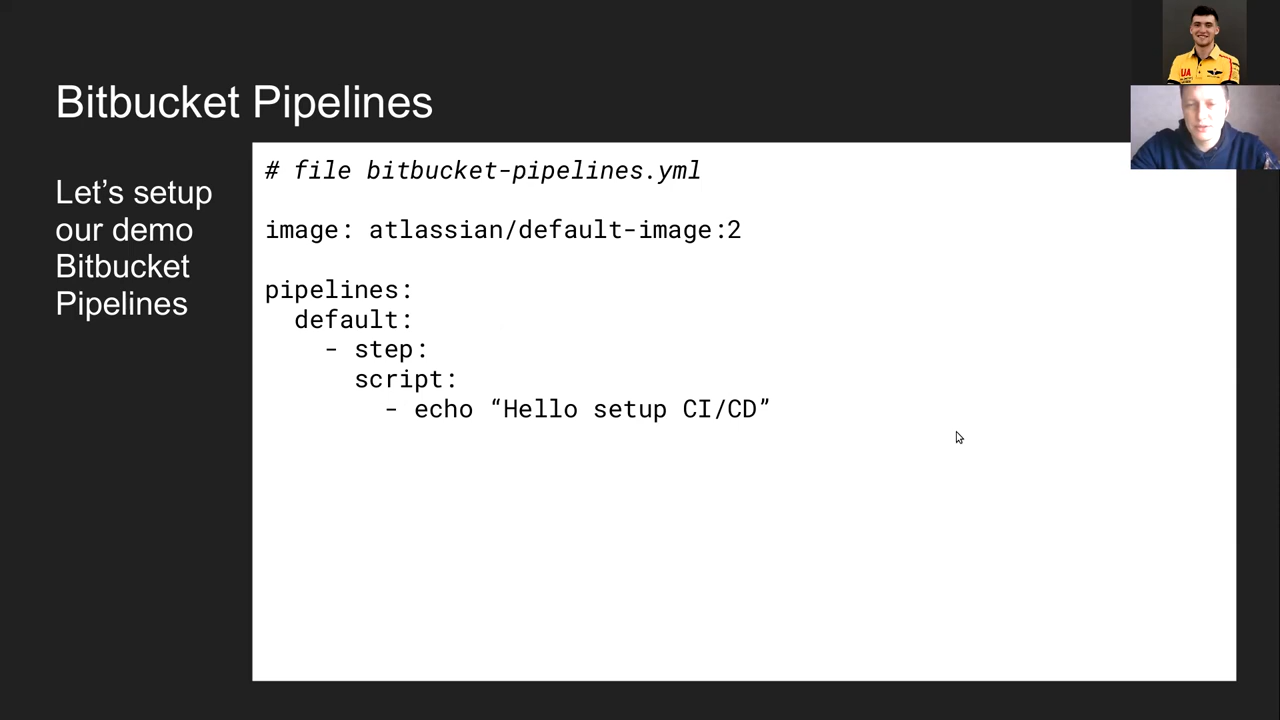 Bitbucket Pipelines
Let’s setup
our demo
Bitbucket
Pipelines
# file bitbucket-pipelines.yml
image: atlassian/default-image:2
pipelines:
  default:
    - step:
      script:
        - echo “Hello setup CI/CD”
UA